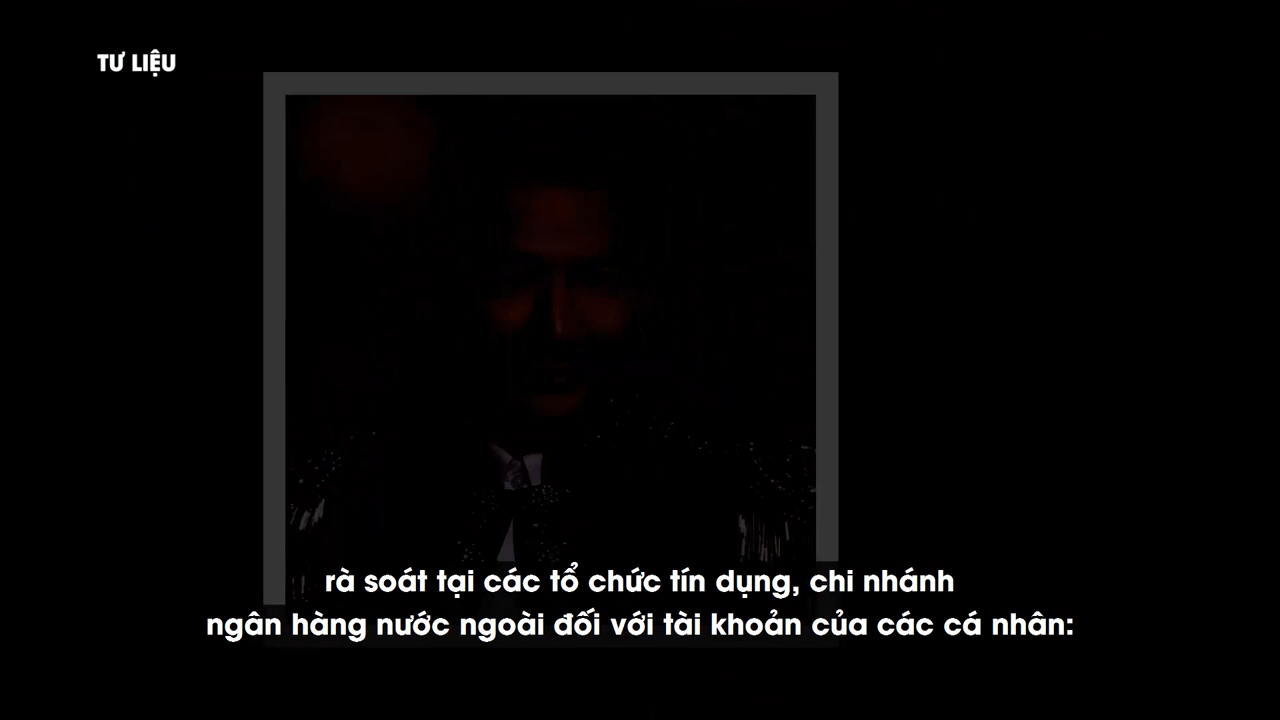 TƯ LIỆU
rà soát tại các tổ chức tín dụng, chi nhánh
ngân hàng nước ngoài đối với tài khoản của các cá nhân: